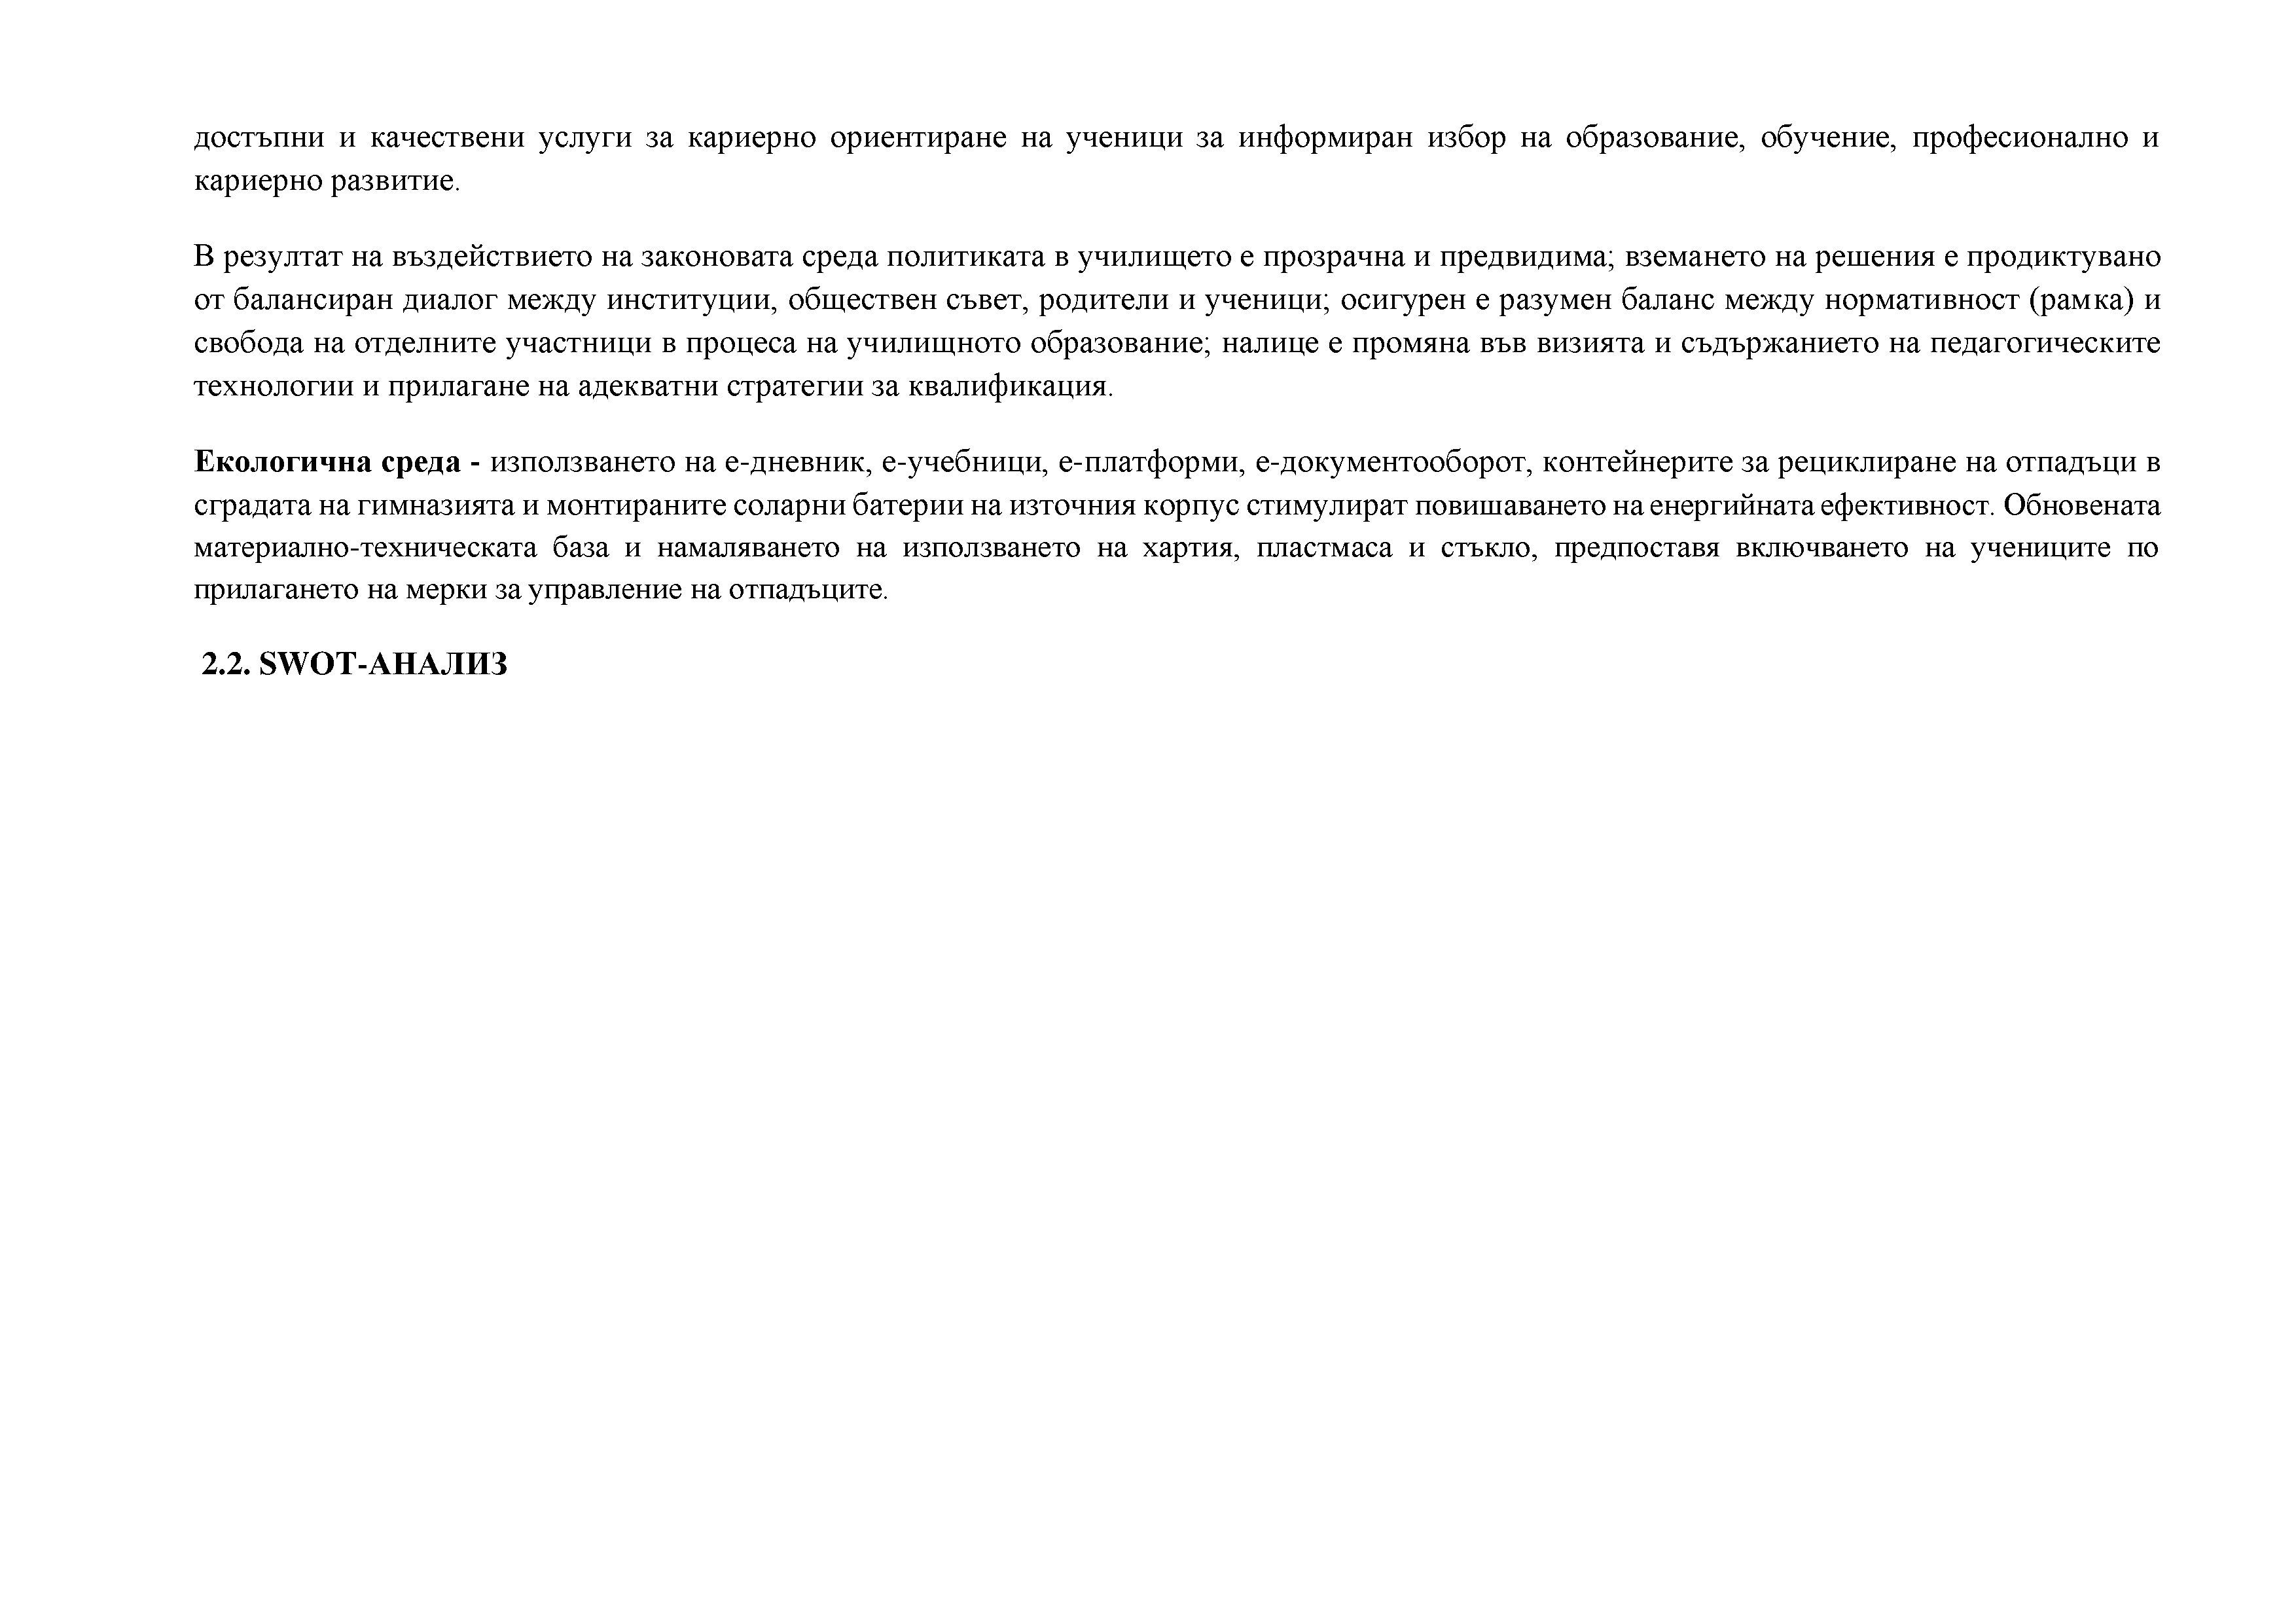 достъпни и качествени услуги за кариерно ориентиране на ученици за информиран избор на образование, обучение, професионално и
кариерно развитие.
В резултат на въздействието на законовата среда политиката в училището е прозрачна и предвидима; вземането на решения е продиктувано
от балансиран диалог между институции, обществен съвет, родители и ученици; осигурен е разумен баланс между нормативност (рамка) и
свобода на отделните участници в процеса на училищното образование; налице е промяна във визията и съдържанието на педагогическите
технологии и прилагане на адекватни стратегии за квалификация.
Екологична среда - използването на е-дневник, е-учебници, е-платформи, е-документооборот, контейнерите за рециклиране на отпадъци в
сградата на гимназията и монтираните соларни батерии на източния корпус стимулират повишаването на енергийната ефективност. Обновената
материално-техническата база и намаляването на използването на хартия, пластмаса и стъкло, предпоставя включването на учениците по
прилагането на мерки за управление на отпадъците.
2.2. SWOT-АНАЛИЗ